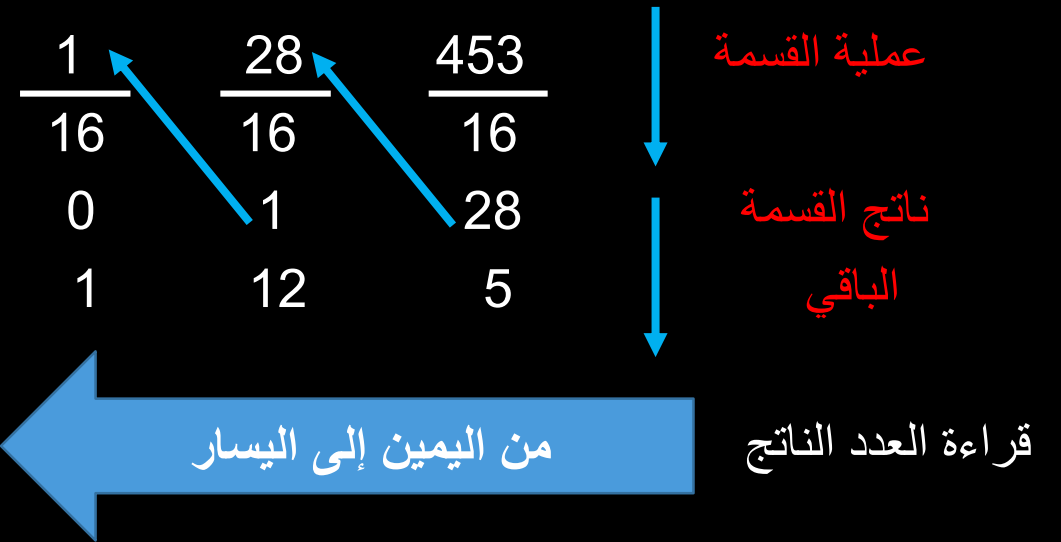 1 28 453 عملية القسمة
16 16 16
0 1 28 ناتج القسمة
1 12 5 الباقي
قراءة العدد الناتج من اليمين إلى اليسار